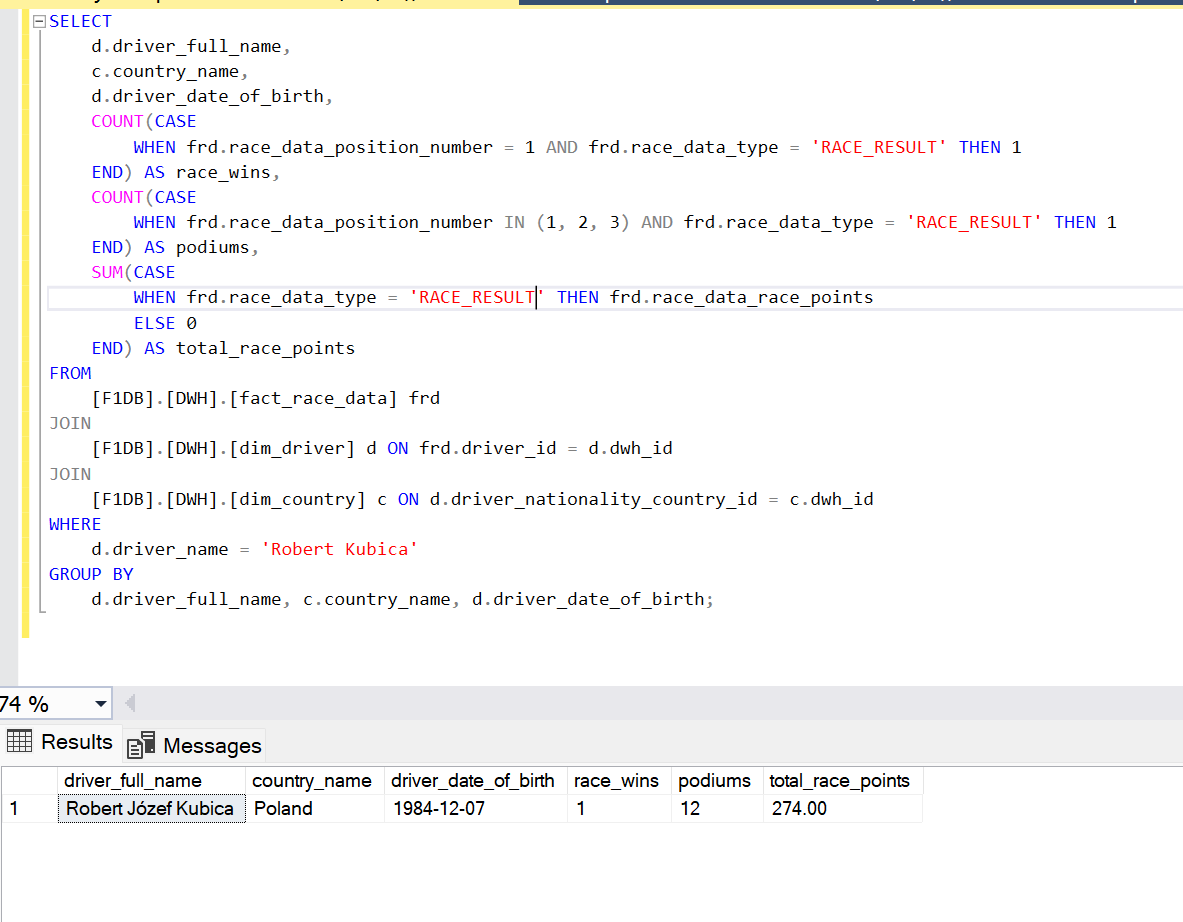 SELECT
d.driver_full_name,
c.country_name,
d.driver_date_of_birth,
COUNT(CASE
WHEN frd.race_data_position_number = 1 AND frd.race_data_type = 'RACE_RESULT' THEN 1
END) AS race_wins,
COUNT(CASE
WHEN frd.race_data_position_number IN (1, 2, 3) AND frd.race_data_type = 'RACE_RESULT' THEN 1
END) AS podiums,
SUM(CASE
WHEN frd.race_data_type = 'RACE_RESULT' THEN frd.race_data_race_points
ELSE 0
END) AS total_race_points
FROM
[F1DB].[DWH].[fact_race_data] frd
JOIN
[F1DB].[DWH].[dim_driver] d ON frd.driver_id = d.dwh_id
JOIN
[F1DB].[DWH].[dim_country] c ON d.driver_nationality_country_id = c.dwh_id
WHERE
d.driver_name = 'Robert Kubica'
GROUP BY
d.driver_full_name, c.country_name, d.driver_date_of_birth;
74 %
Results Messages
driver_full_name country_name driver_date_of_birth race_wins podiums total_race_points
1 Robert Józef Kubica Poland 1984-12-07 1 12 274.00